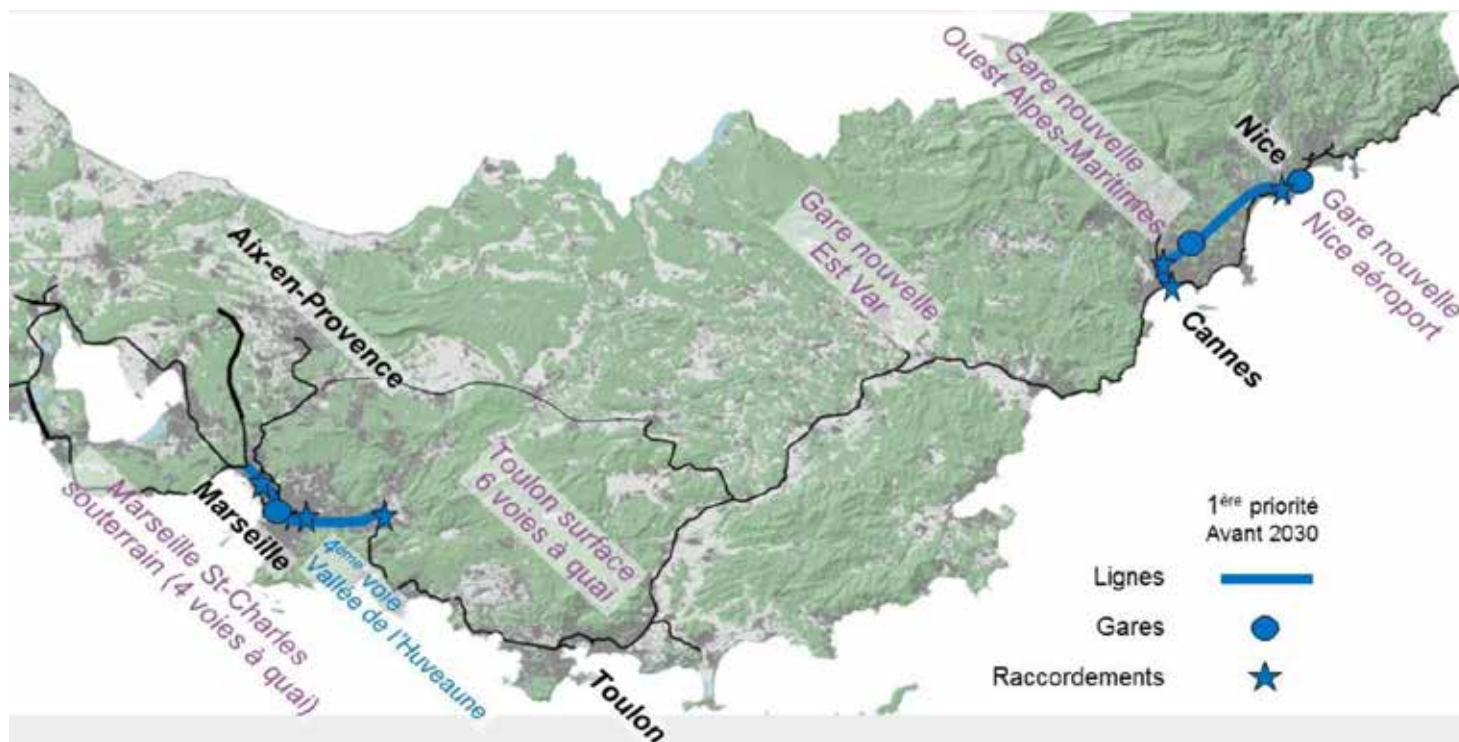 Gare nouvelle
Ouest Alpes-Maritimes
Nice
Gare nouvelle
Nice aéroport
Gare nouvelle
Est Var
Cannes
Aix-en-Provence
Toulon surface
6 voies à quai
Marseille
Marseille St-Charles
souterrain (4 voies à quai)
4ème voie
Vallée de l'Huveaune
Toulon
1ère priorité
Avant 2030
Lignes
Gares
Raccordements